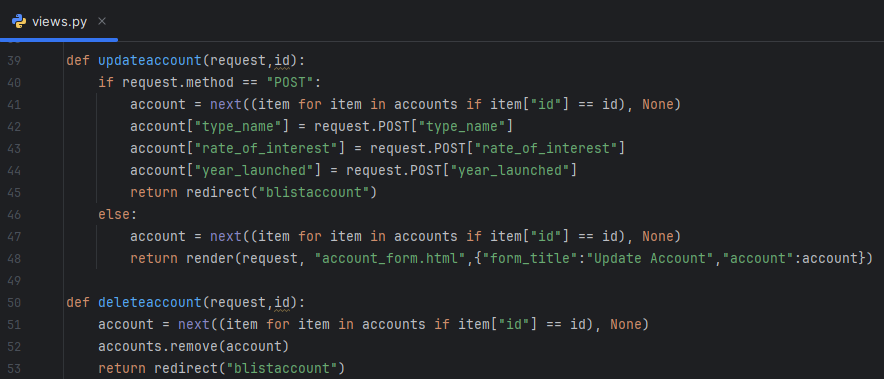 views.py ×
39 def updateaccount(request,id):
40     if request.method == "POST":
41         account = next((item for item in accounts if item["id"] == id), None)
42         account["type_name"] = request.POST["type_name"]
43         account["rate_of_interest"] = request.POST["rate_of_interest"]
44         account["year_launched"] = request.POST["year_launched"]
45         return redirect("blistaccount")
46     else:
47         account = next((item for item in accounts if item["id"] == id), None)
48         return render(request, "account_form.html",{"form_title":"Update Account","account":account})
49
50 def deleteaccount(request,id):
51     account = next((item for item in accounts if item["id"] == id), None)
52     accounts.remove(account)
53     return redirect("blistaccount")